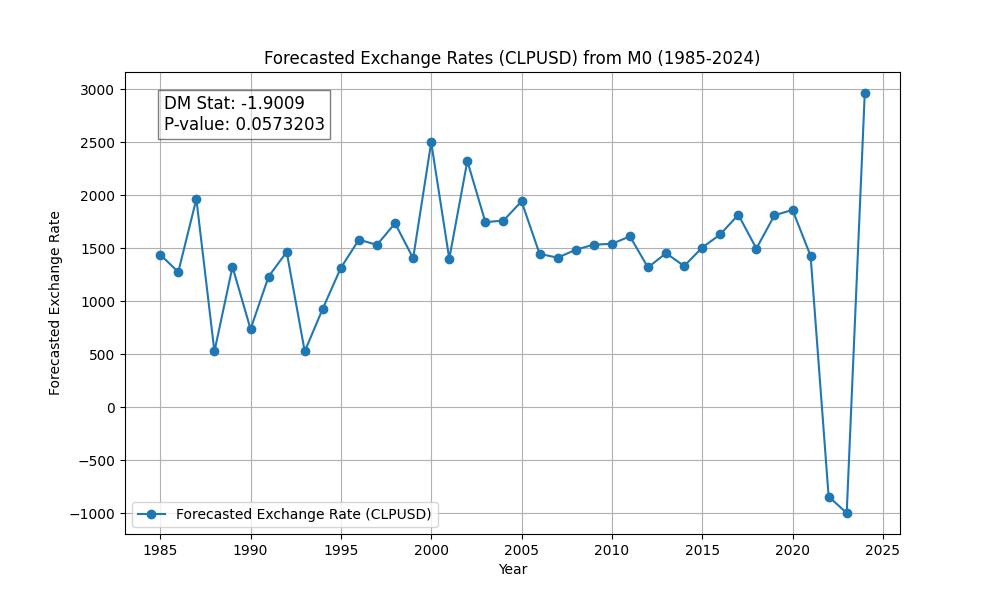 Forecasted Exchange Rates (CLPUSD) from M0 (1985-2024)
DM Stat: -1.9009
P-value: 0.0573203
Forecasted Exchange Rate
3000
2500
2000
1500
1000
500
0
−500
−1000
Forecasted Exchange Rate (CLPUSD)
1985 1990 1995 2000 2005 2010 2015 2020 2025
Year